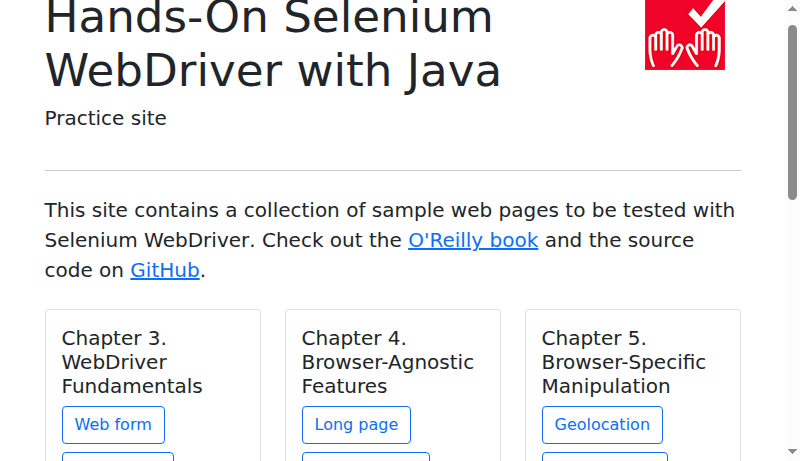 Hands-On Selenium
WebDriver with Java
Practice site
This site contains a collection of sample web pages to be tested with
Selenium WebDriver. Check out the O'Reilly book and the source
code on GitHub.
Chapter 3.
WebDriver
Fundamentals
Web form
Chapter 4.
Browser-Agnostic
Features
Long page
Chapter 5.
Browser-Specific
Manipulation
Geolocation